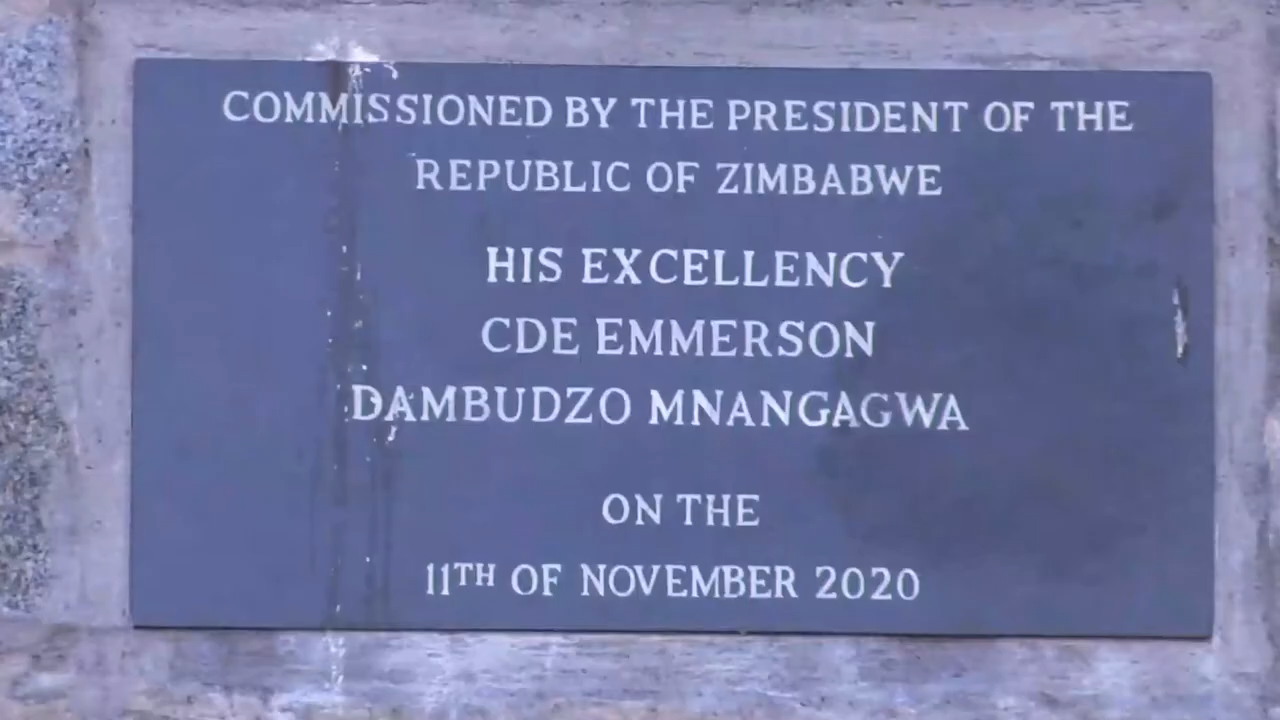 COMMISSIONED BY THE PRESIDENT OF THE
REPUBLIC OF ZIMBABWE
HIS EXCELLENCY
CDE EMMERSON
DAMBUDZO MNANGAGWA
ON THE
11TH OF NOVEMBER 2020